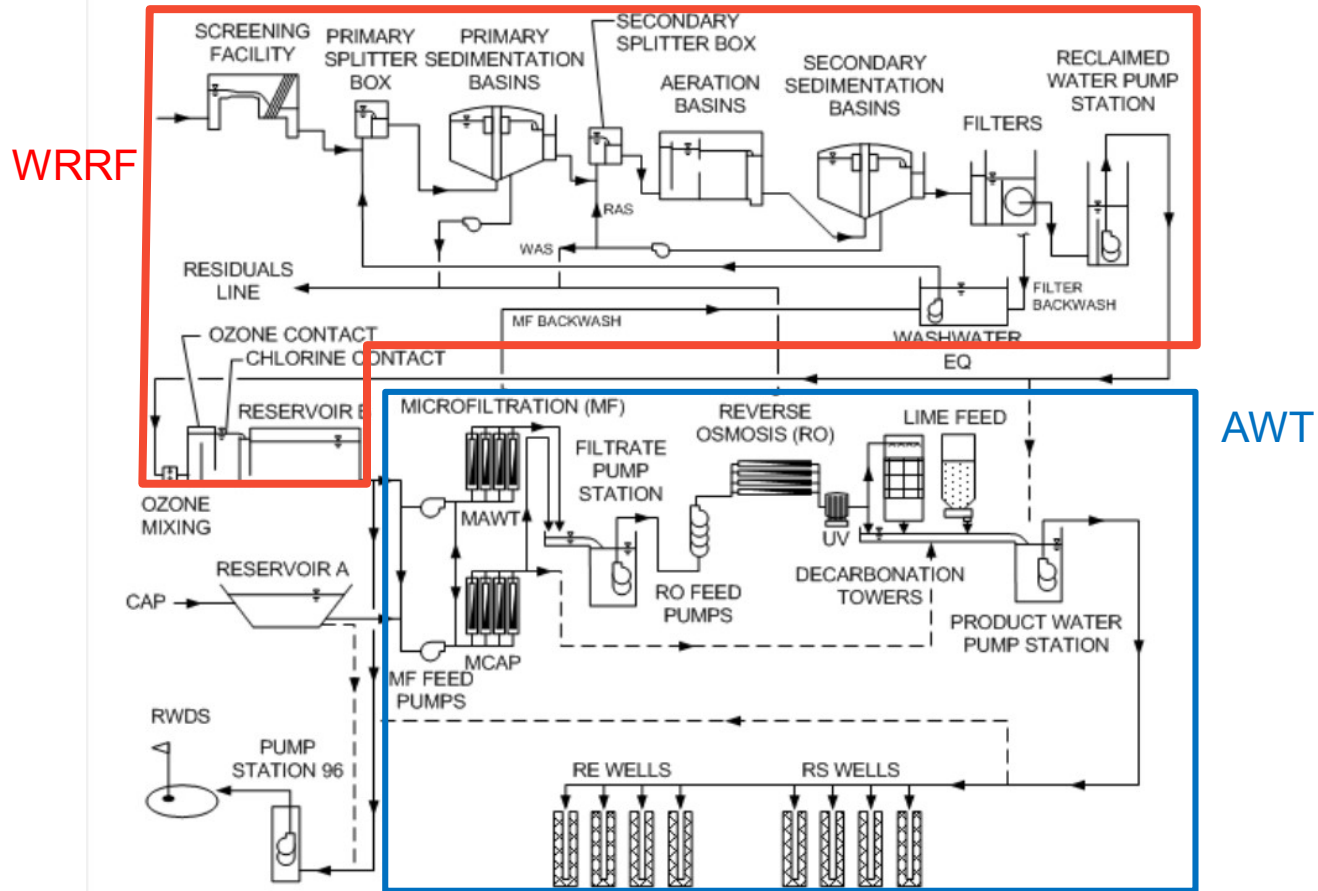 WRRF
SCREENING
FACILITY
PRIMARY
SPLITTER
BOX
PRIMARY
SEDIMENTATION
BASINS
SECONDARY
SPLITTER BOX
AERATION
BASINS
SECONDARY
SEDIMENTATION
BASINS
FILTERS
RECLAIMED
WATER PUMP
STATION
RAS
WAS
RESIDUALS
LINE
MF BACKWASH
FILTER
BACKWASH
WASHWATER
EQ
OZONE CONTACT
CHLORINE CONTACT
RESERVOIR B
OZONE
MIXING
AWT
MICROFILTRATION (MF)
MAWT
FILTRATE
PUMP
STATION
REVERSE
OSMOSIS (RO)
LIME FEED
UV
RESERVOIR A
CAP
MCAP
MF FEED
PUMPS
RO FEED
PUMPS
DECARBONATION
TOWERS
PRODUCT WATER
PUMP STATION
RWDS
PUMP
STATION 96
RE WELLS
RS WELLS